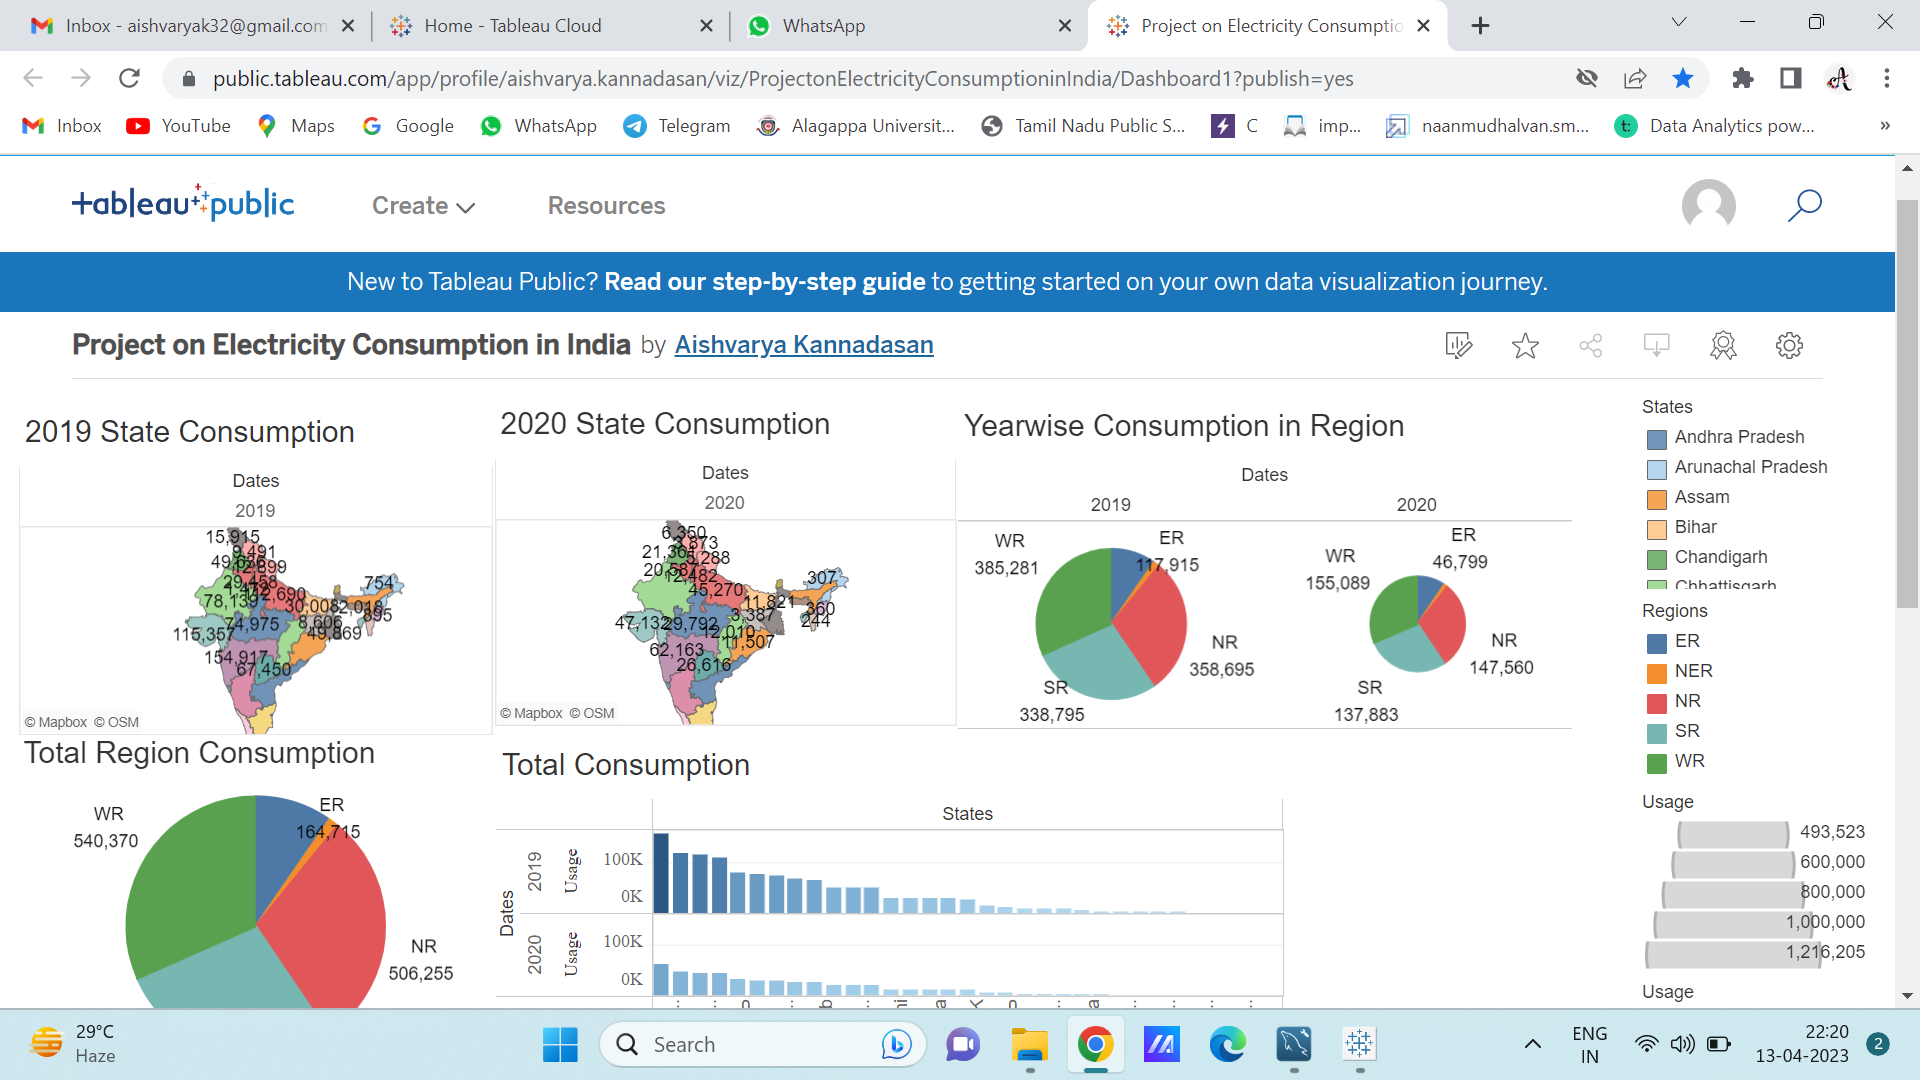 Inbox - aishvaryak32@gmail.com
Home - Tableau Cloud
WhatsApp
Project on Electricity Consumptio
public.tableau.com/app/profile/aishvarya.kannadasan/viz/ProjectonElectricityConsumptioninIndia/Dashboard1?publish=yes
Inbox
YouTube
Maps
Google
WhatsApp
Telegram
Alagappa Universit...
Tamil Nadu Public S...
C
imp...
naanmudhalvan.sm...
Data Analytics pow...
»
tableau public
Create
Resources
New to Tableau Public? Read our step-by-step guide to getting started on your own data visualization journey.
Project on Electricity Consumption in India by Aishvarya Kannadasan
2019 State Consumption
Dates
2019
15,915
9,491
12,899
29,458
78,139
30,008
754
895
8,606
74,975
49,869
115,357
154,917
67,450
© Mapbox © OSM
2020 State Consumption
Dates
2020
6,350
3,873
21,364
5,288
20,587
12,482
45,270
307
11,821
360
244
3,387
47,132
29,792
12,010
11,507
62,163
26,616
© Mapbox © OSM
Yearwise Consumption in Region
Dates
2019
2020
WR
385,281
ER
117,915
NR
358,695
SR
338,795
WR
155,089
ER
46,799
NR
147,560
SR
137,883
States
Andhra Pradesh
Arunachal Pradesh
Assam
Bihar
Chandigarh
Chhattisgarh
Regions
ER
NER
NR
SR
WR
Usage
493,523
600,000
800,000
1,000,000
1,216,205
Usage
Total Region Consumption
WR
540,370
ER
164,715
NR
506,255
Total Consumption
States
Dates
2019
Usage
100K
0K
2020
Usage
100K
0K
29°C
Haze
Search
ENG
IN
22:20
13-04-2023
2